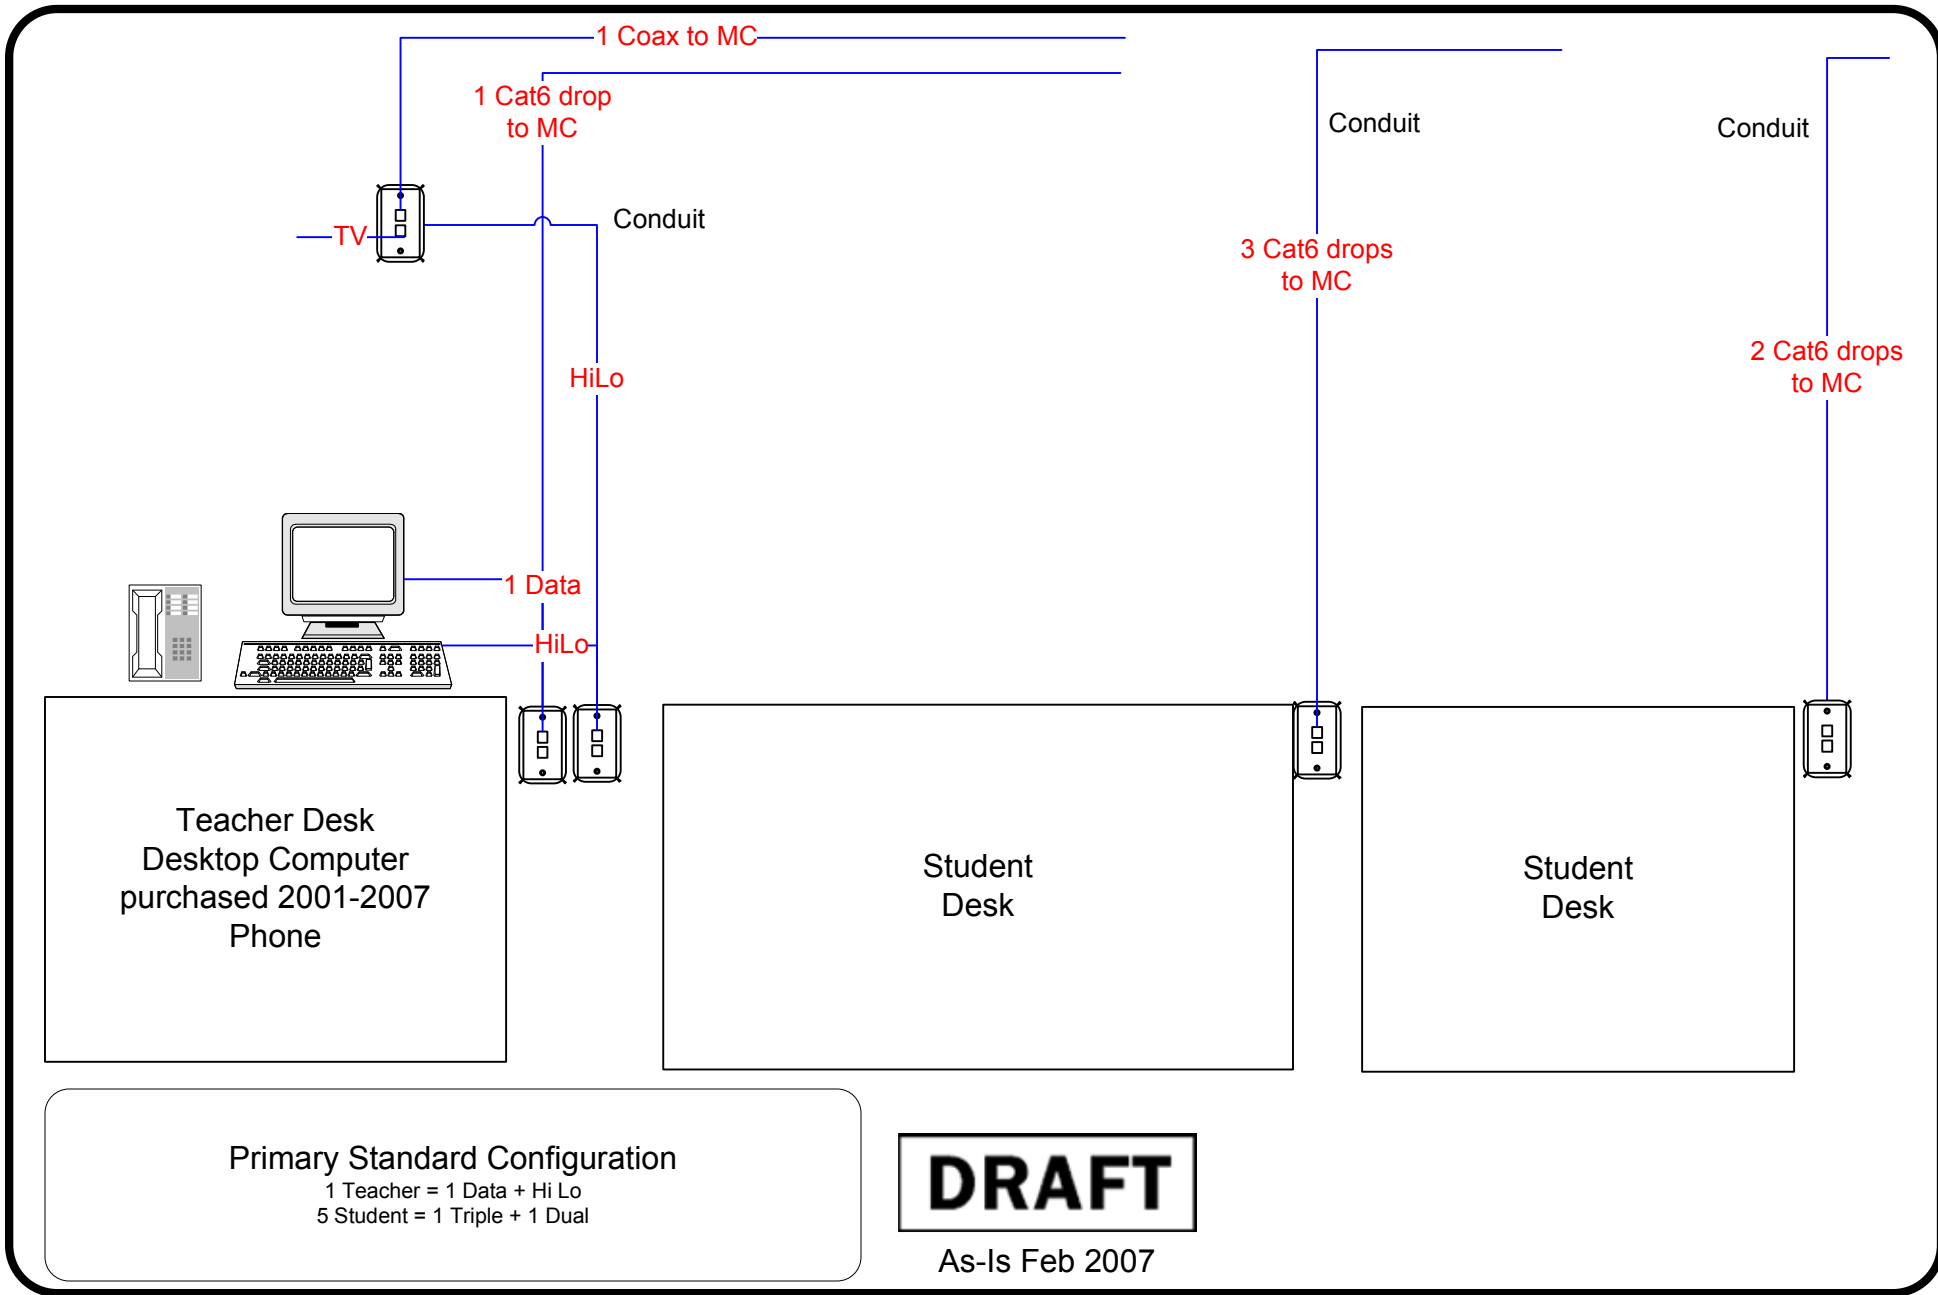 1 Coax to MC
1 Cat6 drop
to MC
Conduit
Conduit
TV
Conduit
3 Cat6 drops
to MC
2 Cat6 drops
to MC
HiLo
1 Data
HiLo
Teacher Desk
Desktop Computer
purchased 2001-2007
Phone
Student
Desk
Student
Desk
Primary Standard Configuration
1 Teacher = 1 Data + Hi Lo
5 Student = 1 Triple + 1 Dual
DRAFT
As-Is Feb 2007